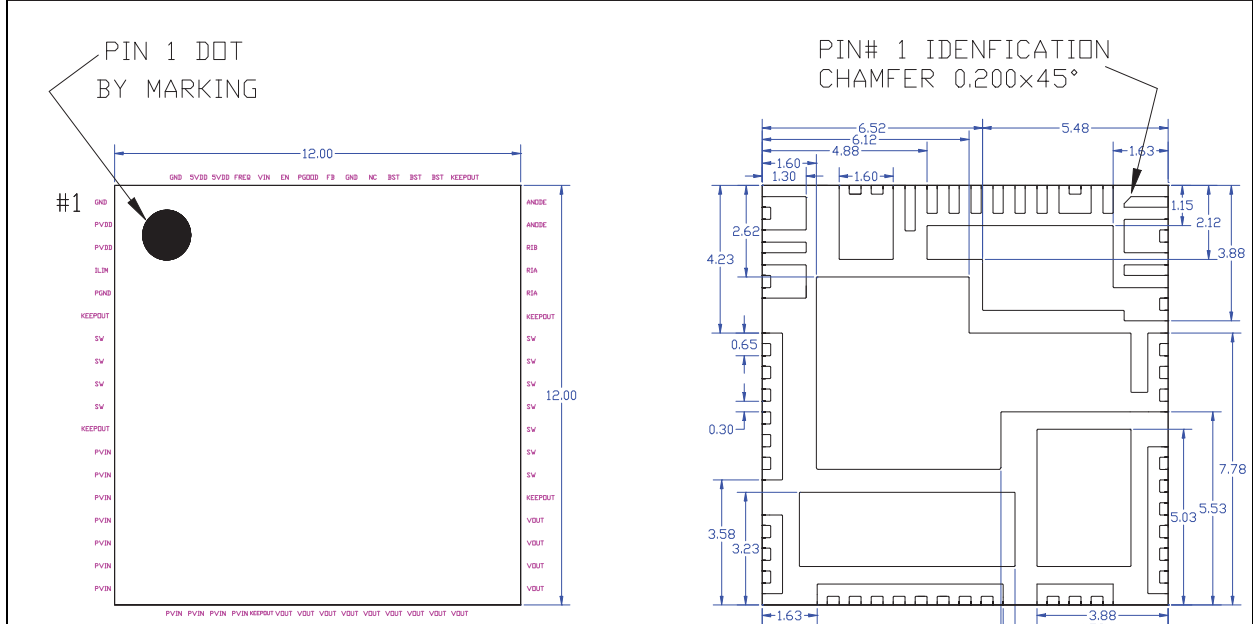 PIN 1 DOT
BY MARKING
12.00
GND 5VDD 5VDD FREQ VIN EN PGOOD FB GND NC BST BST BST KEEPOUT
#1
GND
PVDD
PVDD
ILIM
PGND
KEEPOUT
SW
SW
SW
SW
KEEPOUT
PVIN
PVIN
PVIN
PVIN
PVIN
PVIN
PVIN
ANODE
ANODE
RIB
RIA
RIA
KEEPOUT
SW
SW
SW
SW
SW
SW
SW
KEEPOUT
VOUT
VOUT
VOUT
VOUT
12.00
PVIN PVIN PVIN PVIN KEEPOUT VOUT VOUT VOUT VOUT VOUT VOUT VOUT VOUT VOUT
PIN# 1 IDENFICATION
CHAMFER 0.200x45°
6.52
5.48
6.12
4.88
1.63
1.60
1.30
1.60
1.15
2.12
2.62
3.88
4.23
0.65
0.30
7.78
5.53
5.03
3.58
3.23
1.63
3.88